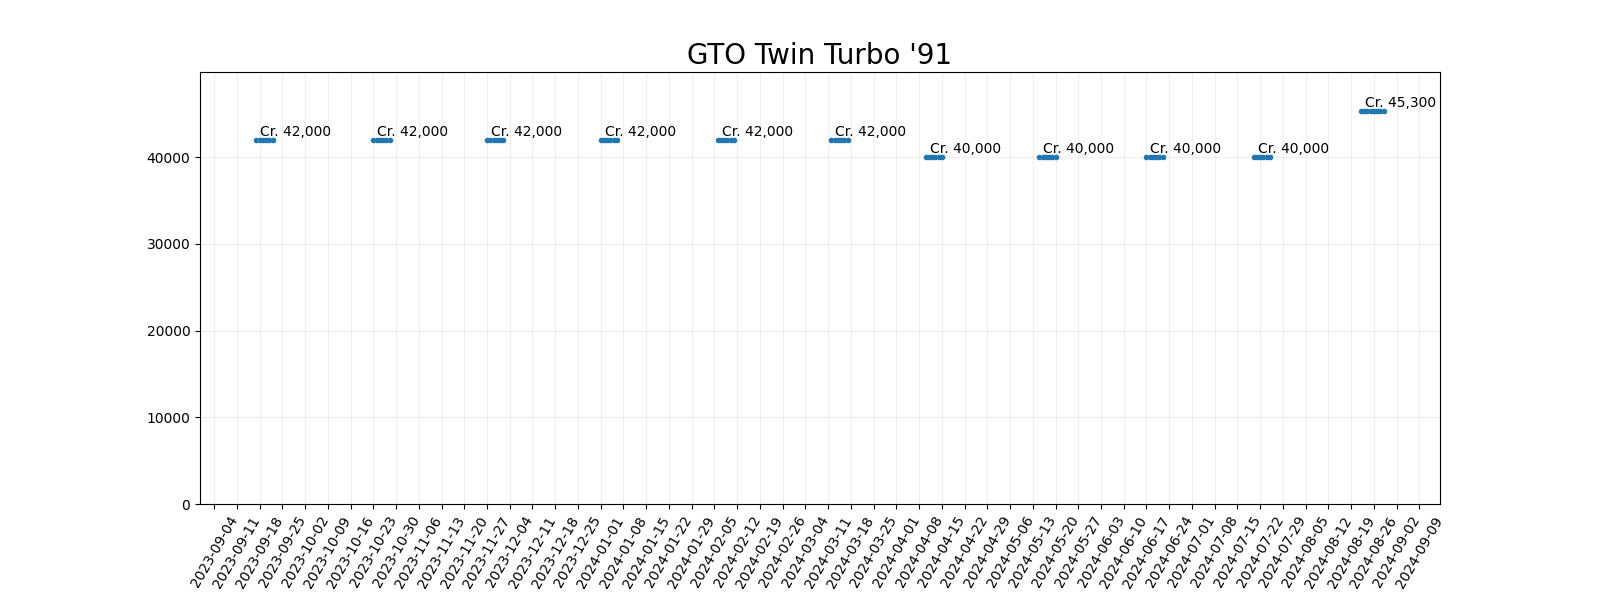 GTO Twin Turbo '91
Cr. 45,300
Cr. 42,000 Cr. 42,000 Cr. 42,000 Cr. 42,000 Cr. 42,000 Cr. 42,000
Cr. 40,000 Cr. 40,000 Cr. 40,000 Cr. 40,000
40000
30000
20000
10000
0
2023-09-04 2023-09-11 2023-09-18 2023-09-25 2023-10-02 2023-10-09 2023-10-16 2023-10-23 2023-10-30 2023-11-06 2023-11-13 2023-11-20 2023-11-27 2023-12-04 2023-12-11 2023-12-18 2023-12-25 2024-01-01 2024-01-08 2024-01-15 2024-01-22 2024-01-29 2024-02-05 2024-02-12 2024-02-19 2024-02-26 2024-03-04 2024-03-11 2024-03-18 2024-03-25 2024-04-01 2024-04-08 2024-04-15 2024-04-22 2024-04-29 2024-05-06 2024-05-13 2024-05-20 2024-05-27 2024-06-03 2024-06-10 2024-06-17 2024-06-24 2024-07-01 2024-07-08 2024-07-15 2024-07-22 2024-07-29 2024-08-05 2024-08-12 2024-08-19 2024-08-26 2024-09-02 2024-09-09